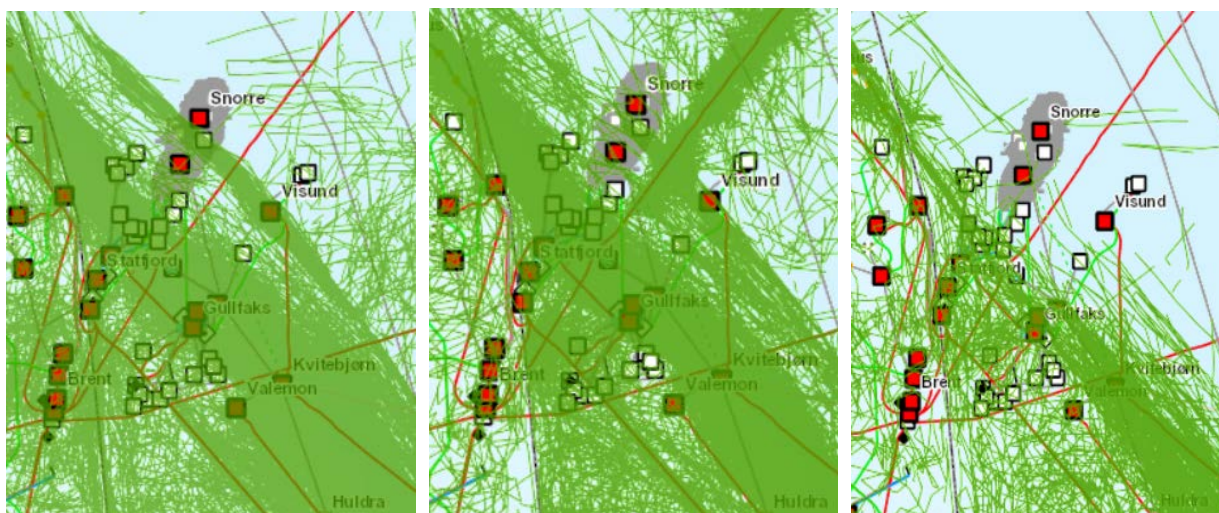 Snorre
Visund
Statfjord
Gullfaks
Kvitebjørn
Brent
Valemon
Huldra
Snorre
Visund
Statfjord
Gullfaks
Kvitebjørn
Brent
Valemon
Huldra
Snorre
Visund
Statfjord
Gullfaks
Kvitebjørn
Brent
Valemon
Huldra